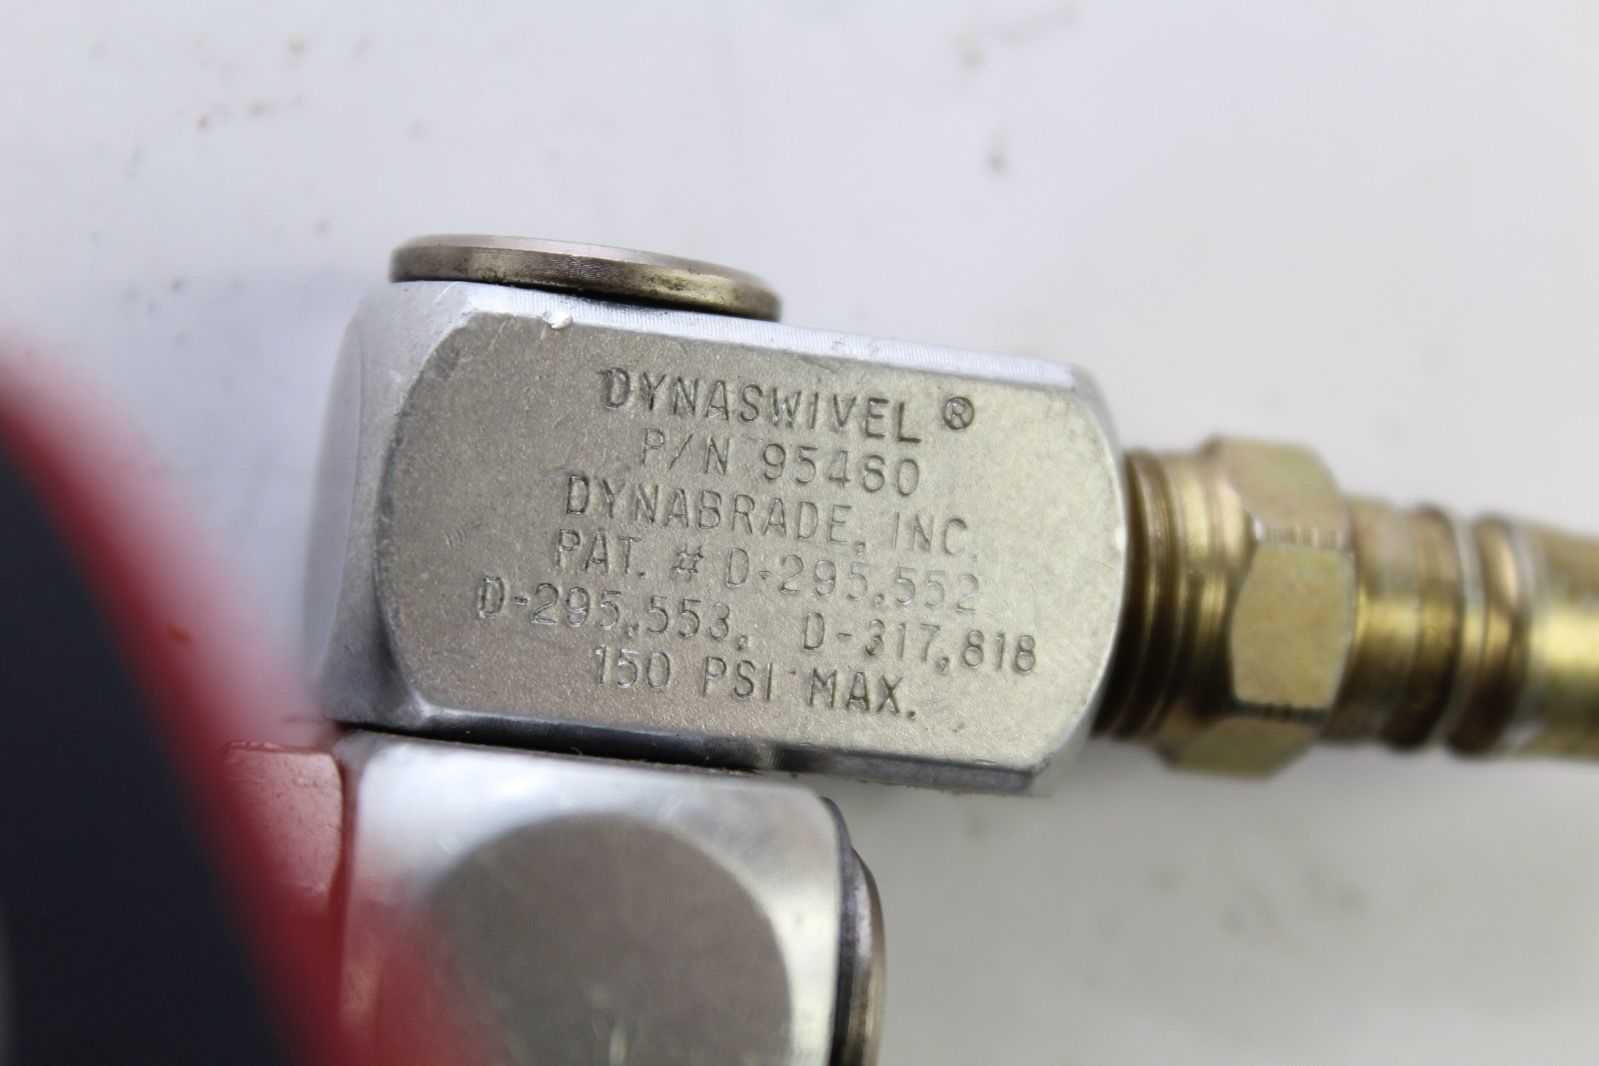 DYNASWIVEL ®
P/N 95460
DYNABRADE, INC.
PAT. # D-295,552
D-295,553, D-317,818
150 PSI MAX.